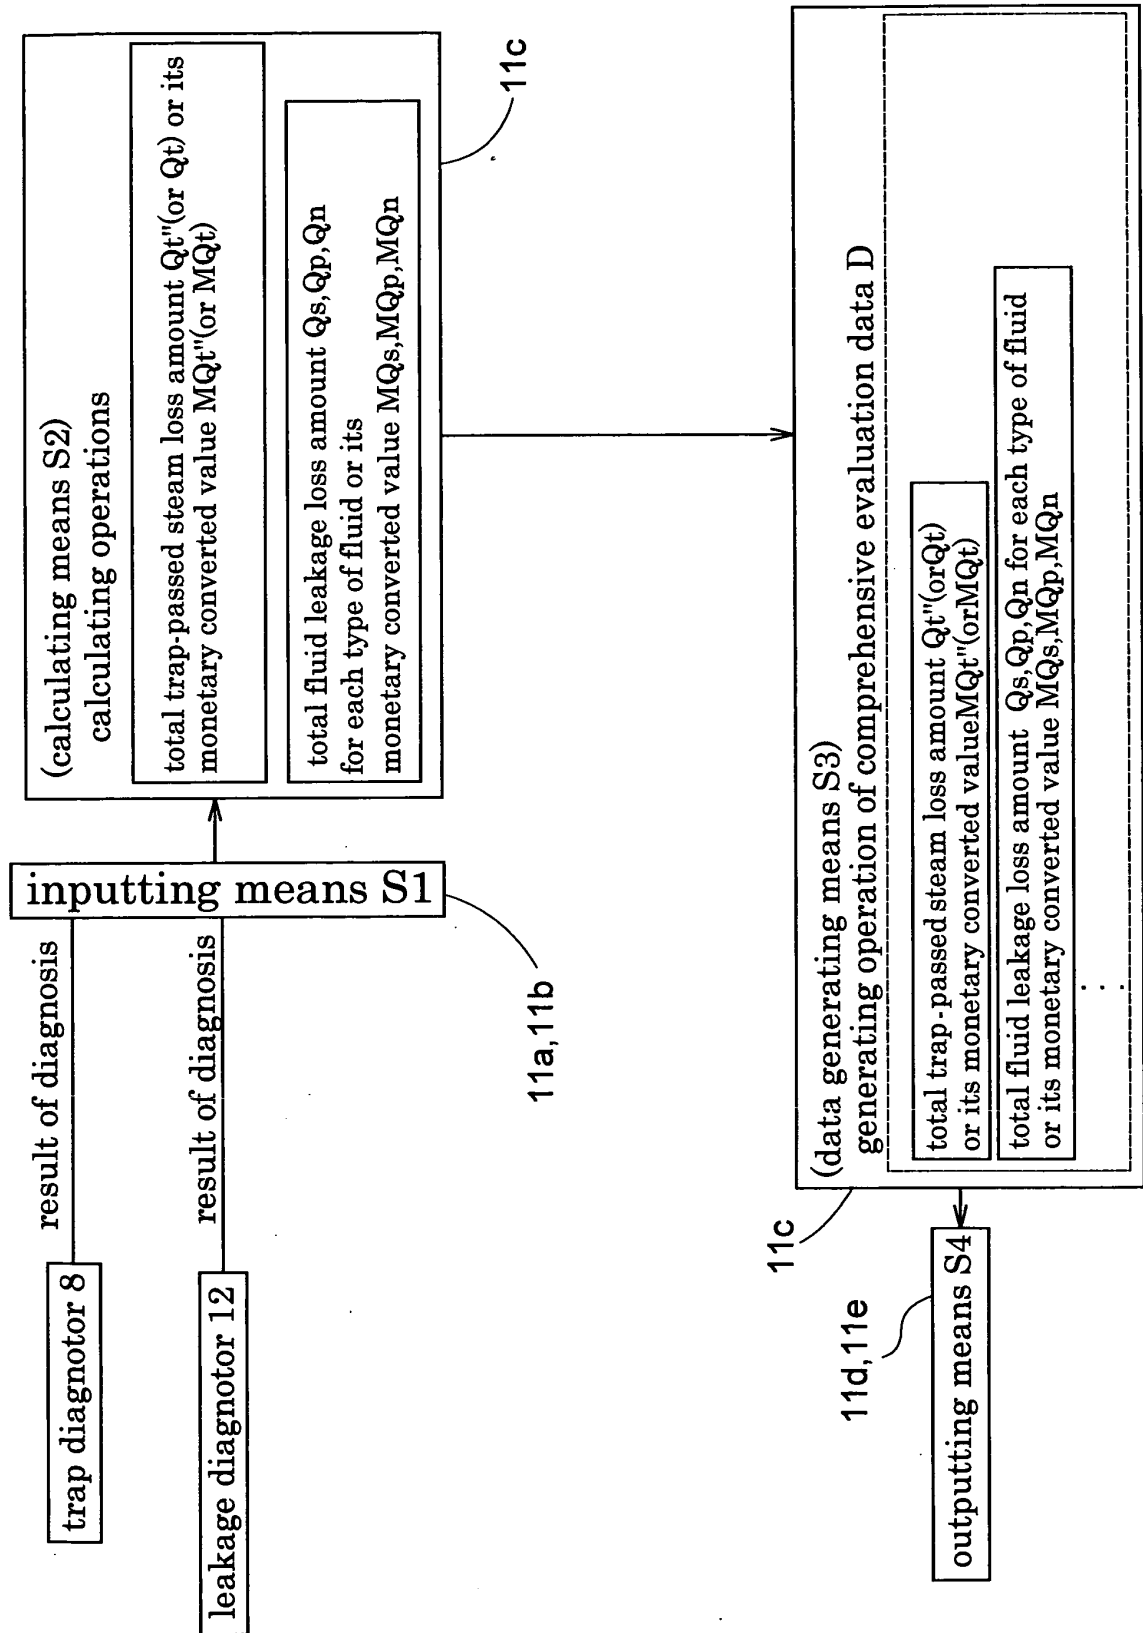 trap diagnotor 8
result of diagnosis
leakage diagnotor 12
result of diagnosis
inputting means S1
11a,11b
(calculating means S2)
calculating operations
total trap-passed steam loss amount Qt"(or Qt) or its
monetary converted value MQt"(or MQt)
total fluid leakage loss amount Qs,Qp,Qn
for each type of fluid or its
monetary converted value MQs,MQp,MQn
11c
(data generating means S3)
generating operation of comprehensive evaluation data D
total trap-passed steam loss amount Qt"(orQt)
or its monetary converted valueMQt"(orMQt)
total fluid leakage loss amount Qs,Qp,Qn for each type of fluid
or its monetary converted value MQs,MQp,MQn
...
11c
outputting means S4
11d,11e